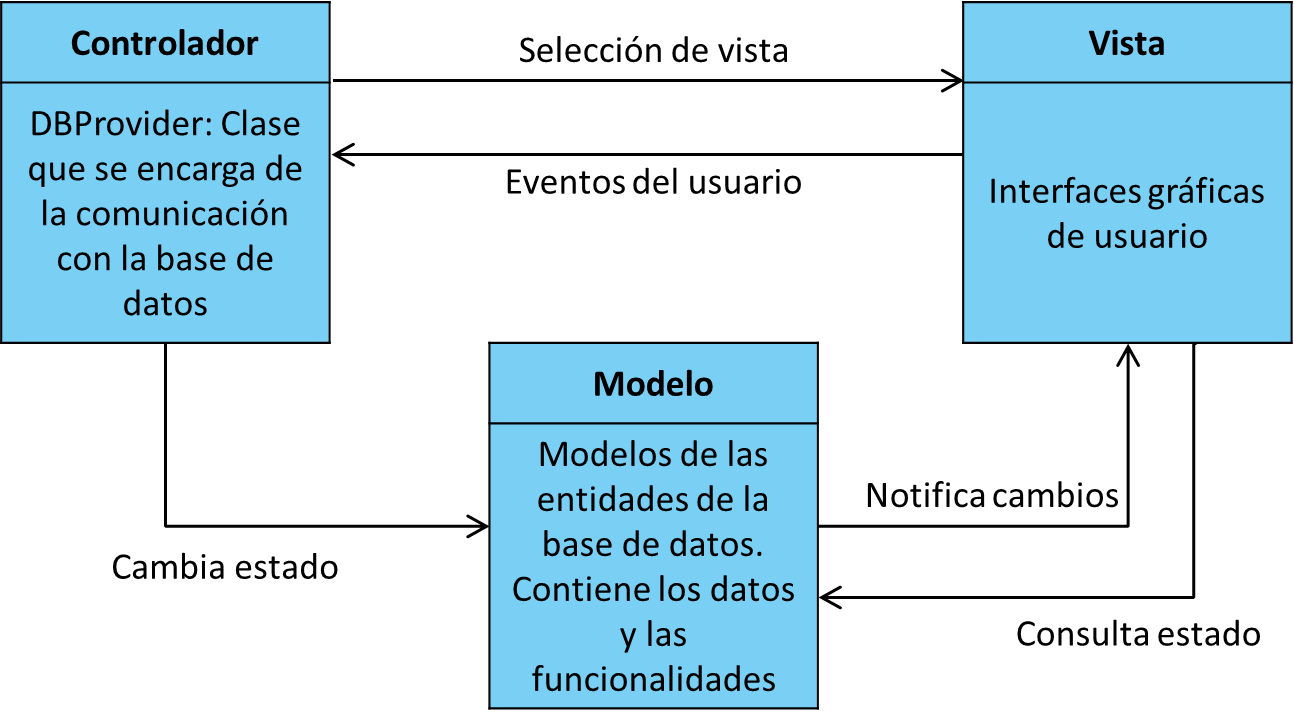 Controlador
DBProvider: Clase
que se encarga de
la comunicación
con la base de
datos
Selección de vista
Eventos del usuario
Vista
Interfaces gráficas
de usuario
Modelo
Modelos de las
entidades de la
base de datos.
Contiene los datos
y las
funcionalidades
Cambia estado
Notifica cambios
Consulta estado